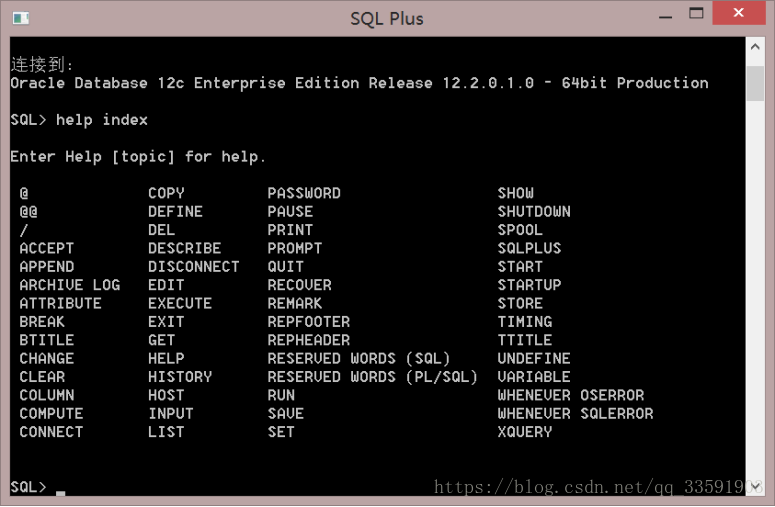 SQL Plus
连接到:
Oracle Database 12c Enterprise Edition Release 12.2.0.1.0 - 64bit Production
SQL> help index
Enter Help [topic] for help.
@ COPY PASSWORD SHOW
@@ DEFINE PAUSE SHUTDOWN
/ DEL PRINT SPOOL
ACCEPT DESCRIBE PROMPT SQLPLUS
APPEND DISCONNECT QUIT START
ARCHIVE LOG EDIT RECOVER STARTUP
ATTRIBUTE EXECUTE REMARK STORE
BREAK EXIT REPFOOTER TIMING
BTITLE GET REPHEADER TTITLE
CHANGE HELP RESERVED WORDS (SQL) UNDEFINE
CLEAR HISTORY RESERVED WORDS (PL/SQL) VARIABLE
COLUMN HOST RUN WHENEVER OSERROR
COMPUTE INPUT SAVE WHENEVER SQLERROR
CONNECT LIST SET XQUERY
SQL> _
https://blog.csdn.net/qq_33591903